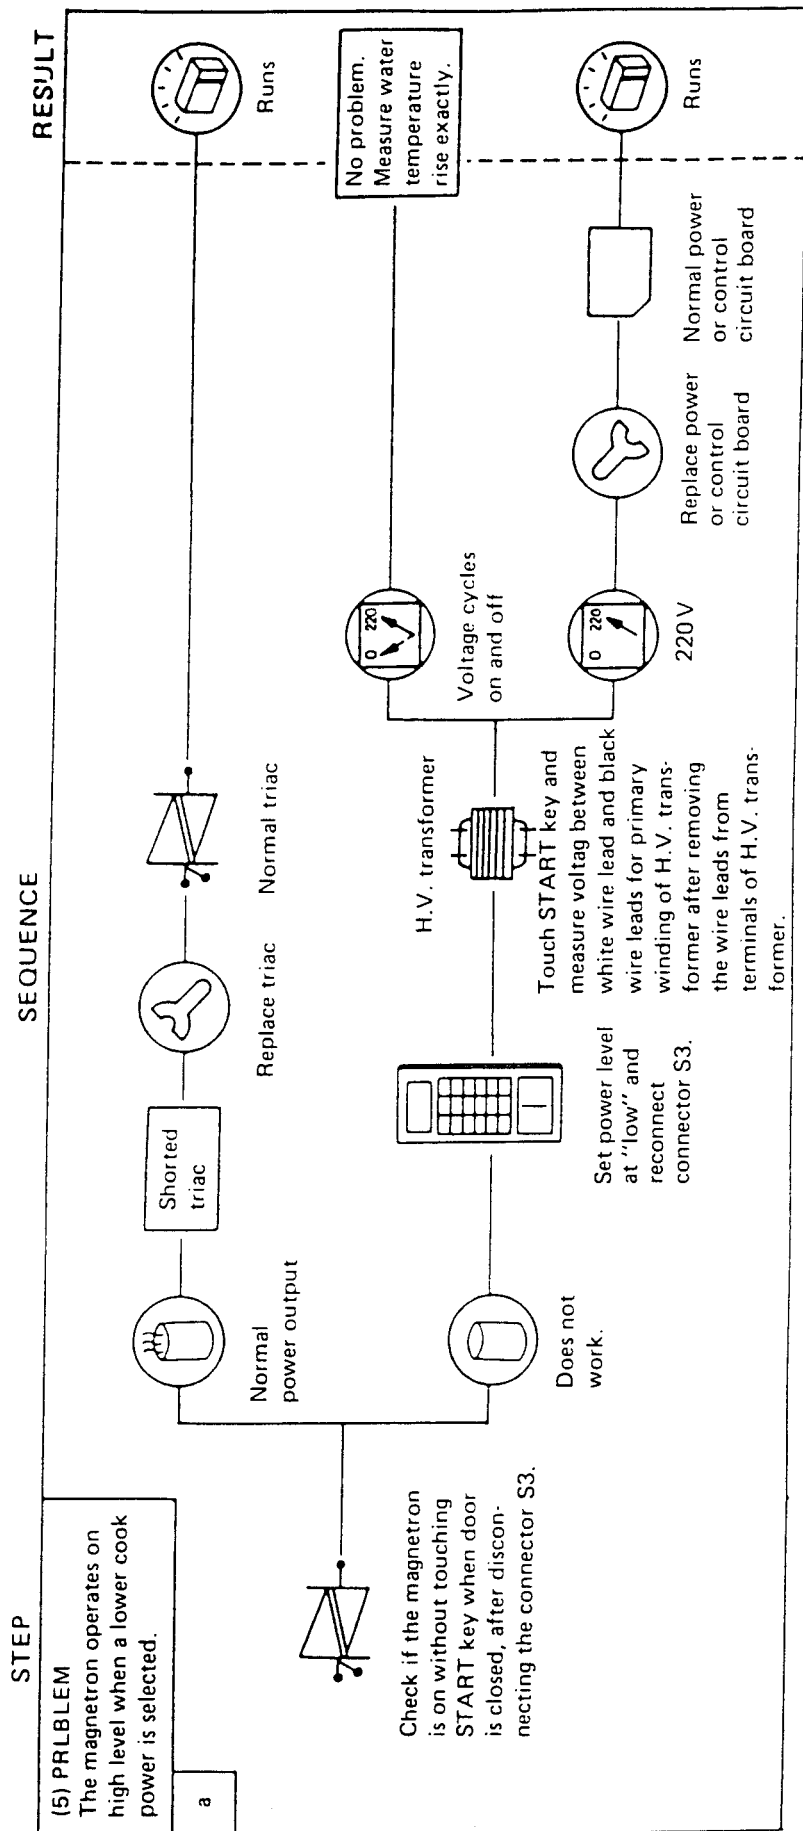 STEP
SEQUENCE
RESULT
(5) PRLBLEM
The magnetron operates on
high level when a lower cook
power is selected.
a
Check if the magnetron
is on without touching
START key when door
is closed, after discon-
necting the connector S3.
Normal
power output
Shorted
triac
Replace triac
Normal triac
Runs
Does not
work.
Set power level
at "low" and
reconnect
connector S3.
H.V. transformer
Touch START key and
measure voltag between
white wire lead and black
wire leads for primary
winding of H.V. trans-
former after removing
the wire leads from
terminals of H.V. trans-
former.
0 220
Voltage cycles
on and off
No problem.
Measure water
temperature
rise exactly.
0 220
220 V
Replace power
or control
circuit board
Normal power
or control
circuit board
Runs